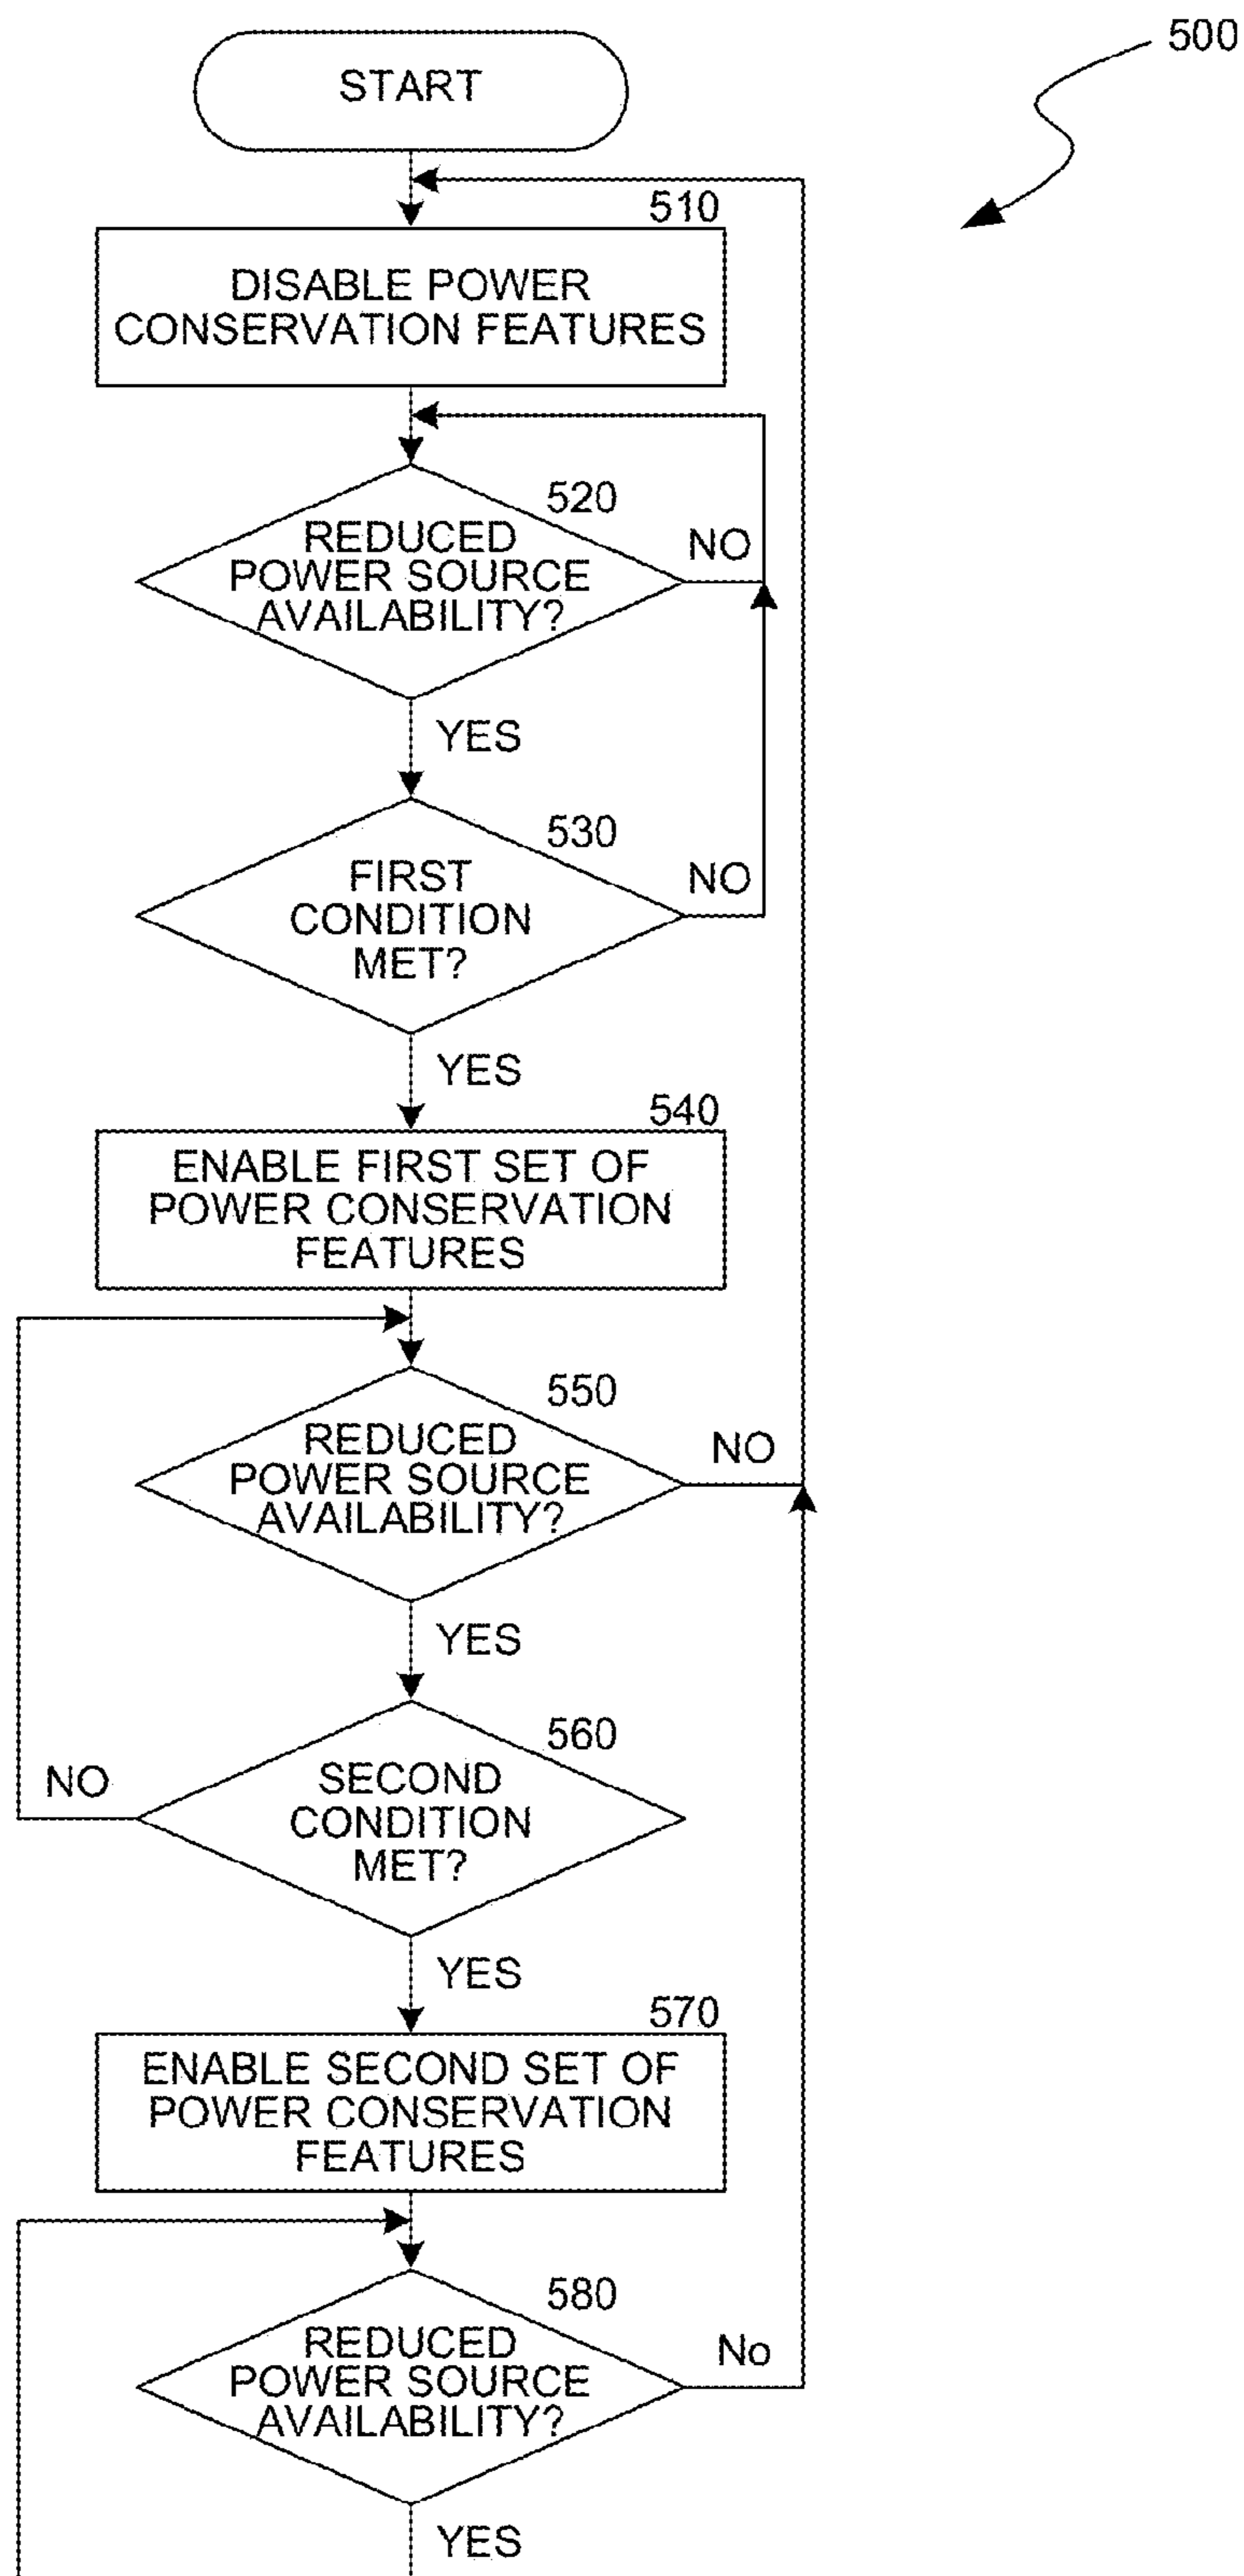 500
START
510
DISABLE POWER
CONSERVATION FEATURES
520
REDUCED
POWER SOURCE
AVAILABILITY?
NO
YES
530
FIRST
CONDITION
MET?
NO
YES
540
ENABLE FIRST SET OF
POWER CONSERVATION
FEATURES
550
REDUCED
POWER SOURCE
AVAILABILITY?
NO
YES
560
SECOND
CONDITION
MET?
NO
YES
570
ENABLE SECOND SET OF
POWER CONSERVATION
FEATURES
580
REDUCED
POWER SOURCE
AVAILABILITY?
No
YES